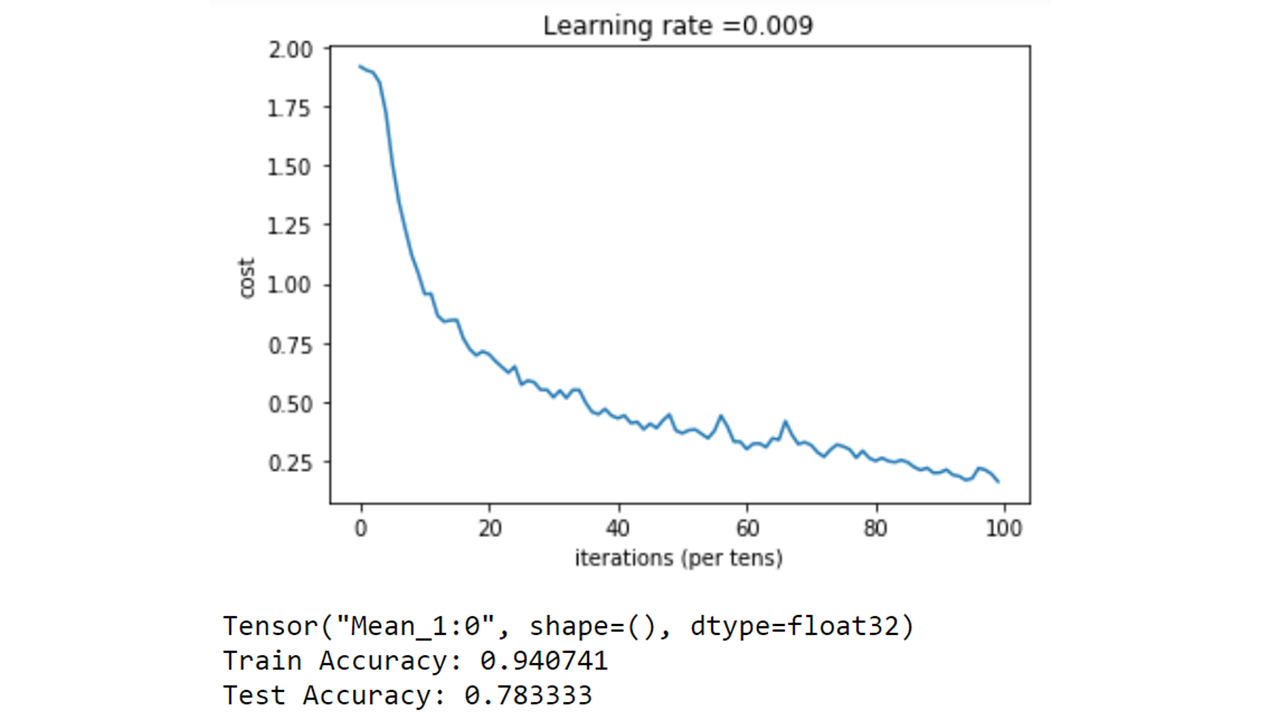 Learning rate =0.009
2.00
1.75
1.50
1.25
1.00
0.75
0.50
0.25
cost
0 20 40 60 80 100
iterations (per tens)
Tensor("Mean_1:0", shape=(), dtype=float32)
Train Accuracy: 0.940741
Test Accuracy: 0.783333